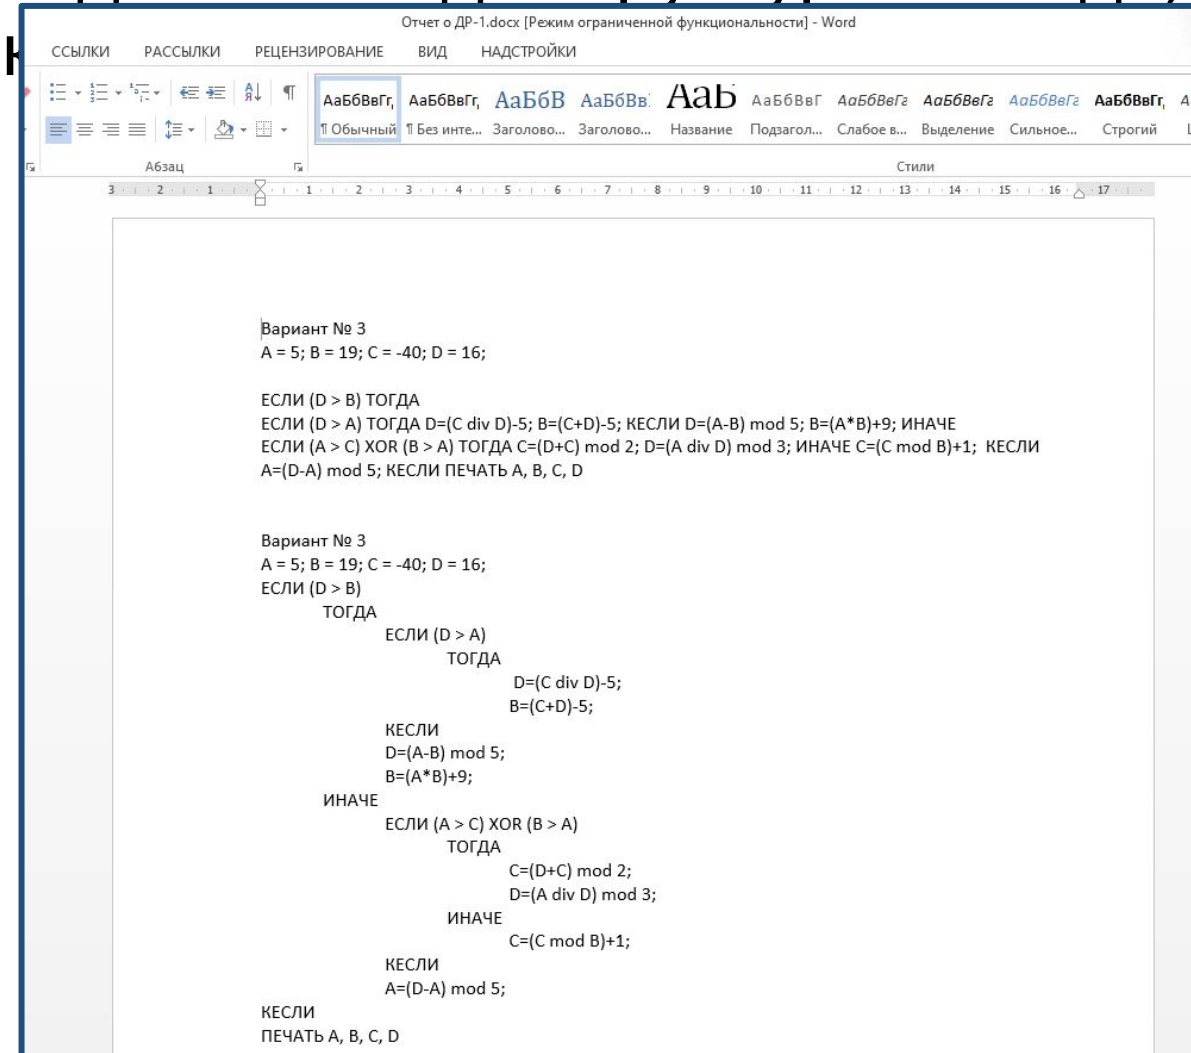 Отчет о ДР-1.docx [Режим ограниченной функциональности] - Word
ССЫЛКИ РАССЫЛКИ РЕЦЕНЗИРОВАНИЕ ВИД НАДСТРОЙКИ
АаБбВвГг, АаБбВвГг, АаБбВ АаБбВв АаЬ АаБбВвГ АаБбВвГг АаБбВвГг АаБбВвГг АаБбВвГг,
¶ Обычный ¶ Без инте... Заголово... Заголово... Название Подзагол... Слабое в... Выделение Сильное... Строгий
Абзац Стили
3 2 1 1 2 3 4 5 6 7 8 9 10 11 12 13 14 15 16 17
Вариант № 3
A = 5; B = 19; C = -40; D = 16;
ЕСЛИ (D > B) ТОГДА
ЕСЛИ (D > A) ТОГДА D=(C div D)-5; B=(C+D)-5; КЕСЛИ D=(A-B) mod 5; B=(A*B)+9; ИНАЧЕ
ЕСЛИ (A > C) XOR (B > A) ТОГДА C=(D+C) mod 2; D=(A div D) mod 3; ИНАЧЕ C=(C mod B)+1; КЕСЛИ
A=(D-A) mod 5; КЕСЛИ ПЕЧАТЬ A, B, C, D
Вариант № 3
A = 5; B = 19; C = -40; D = 16;
ЕСЛИ (D > B)
ТОГДА
ЕСЛИ (D > A)
ТОГДА
D=(C div D)-5;
B=(C+D)-5;
КЕСЛИ
D=(A-B) mod 5;
B=(A*B)+9;
ИНАЧЕ
ЕСЛИ (A > C) XOR (B > A)
ТОГДА
C=(D+C) mod 2;
D=(A div D) mod 3;
ИНАЧЕ
C=(C mod B)+1;
КЕСЛИ
A=(D-A) mod 5;
КЕСЛИ
ПЕЧАТЬ A, B, C, D